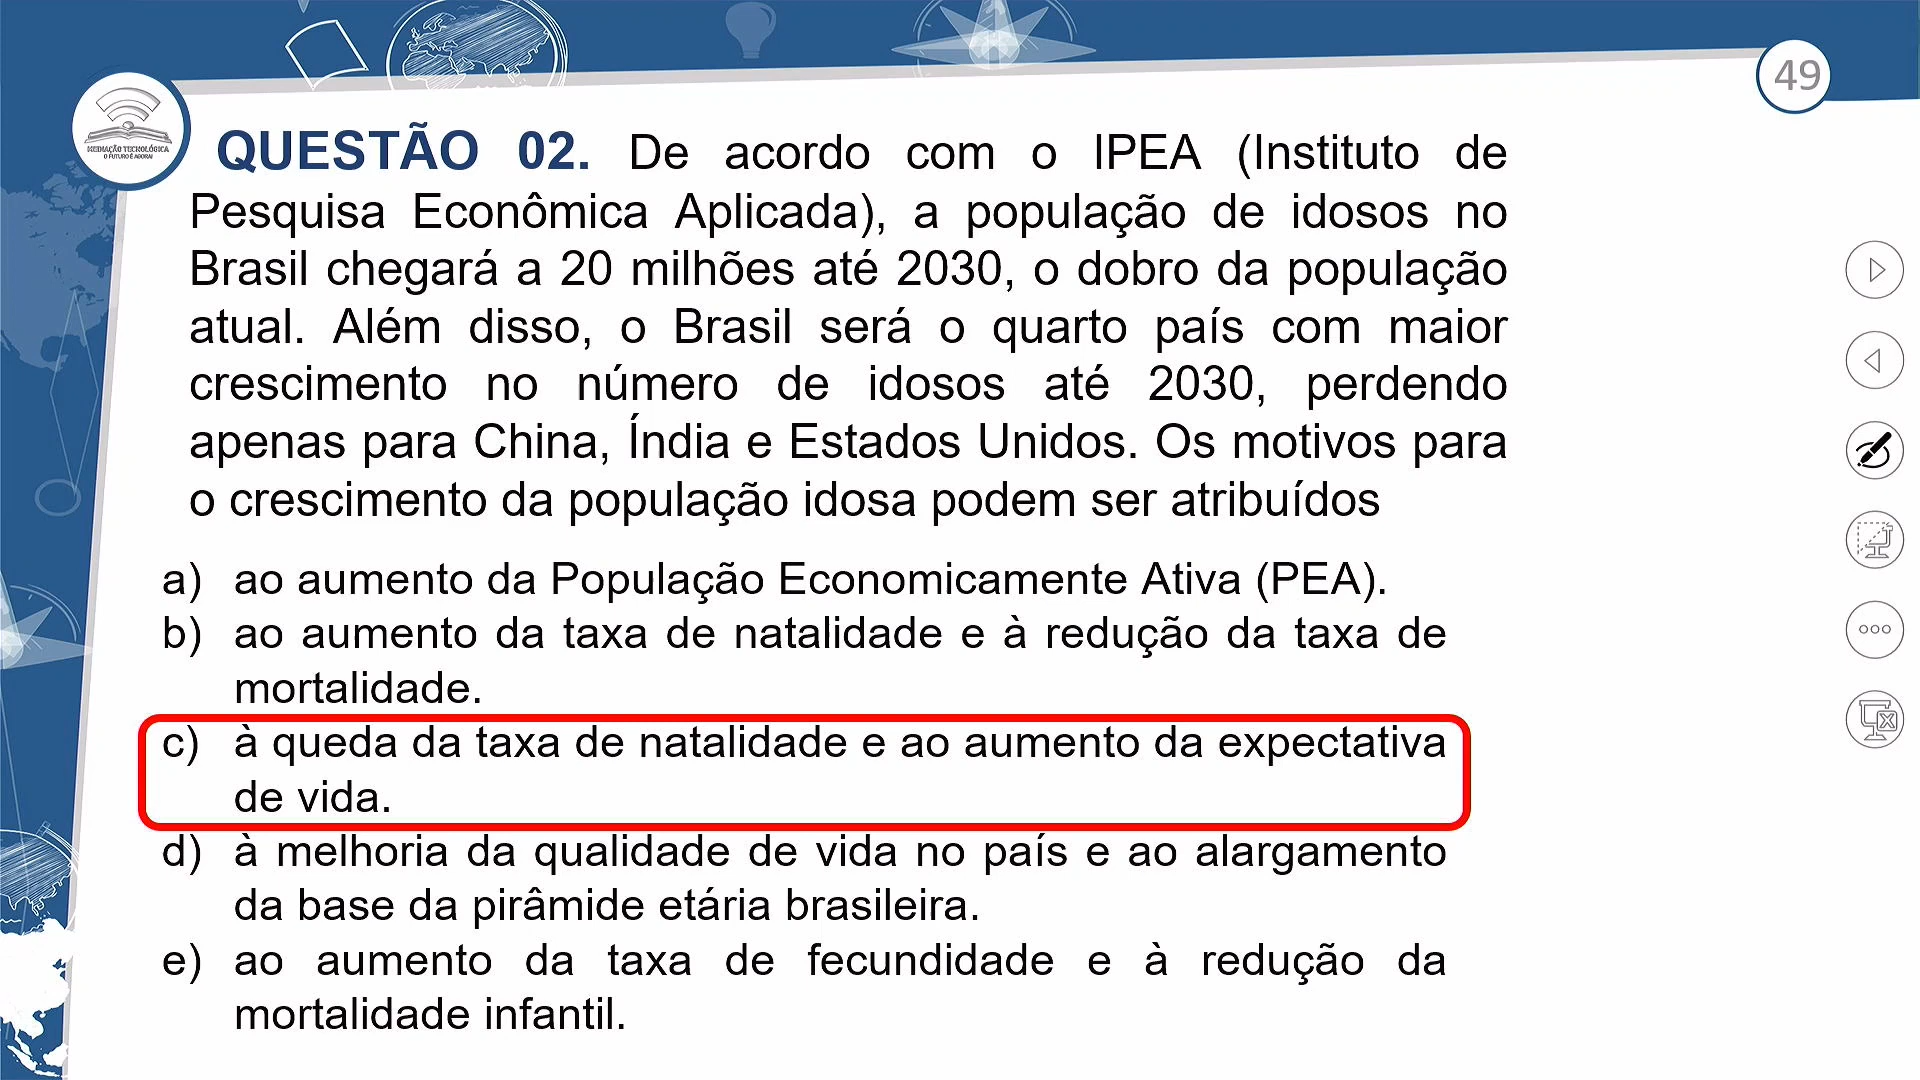 49
MEDIAÇÃO TECNOLÓGICA
O FUTURO É AGORA!
QUESTÃO 02. De acordo com o IPEA (Instituto de
Pesquisa Econômica Aplicada), a população de idosos no
Brasil chegará a 20 milhões até 2030, o dobro da população
atual. Além disso, o Brasil será o quarto país com maior
crescimento no número de idosos até 2030, perdendo
apenas para China, Índia e Estados Unidos. Os motivos para
o crescimento da população idosa podem ser atribuídos
a) ao aumento da População Economicamente Ativa (PEA).
b) ao aumento da taxa de natalidade e à redução da taxa de
mortalidade.
c) à queda da taxa de natalidade e ao aumento da expectativa
de vida.
d) à melhoria da qualidade de vida no país e ao alargamento
da base da pirâmide etária brasileira.
e) ao aumento da taxa de fecundidade e à redução da
mortalidade infantil.